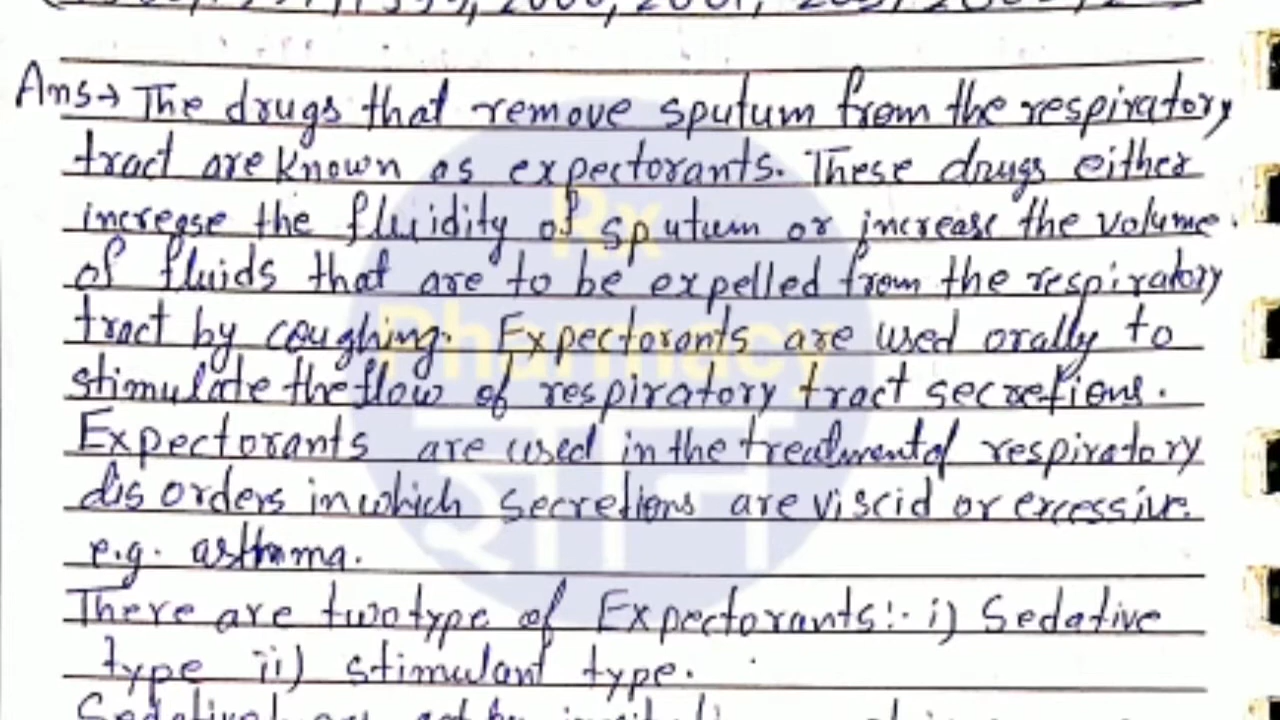 Ans→ The drugs that remove sputum from the respiratory
tract are known as expectorants. These drugs either
increase the fluidity of sputum or increase the volume
of fluids that are to be expelled from the respiratory
tract by coughing. Expectorants are used orally to
stimulate the flow of respiratory tract secretions.
Expectorants are used in the treatment of respiratory
disorders in which secretions are viscid or excessive.
e.g. asthma.
There are two type of Expectorants:- i) Sedative
type ii) stimulant type.
Rx
Pharmacy
ज्ञान